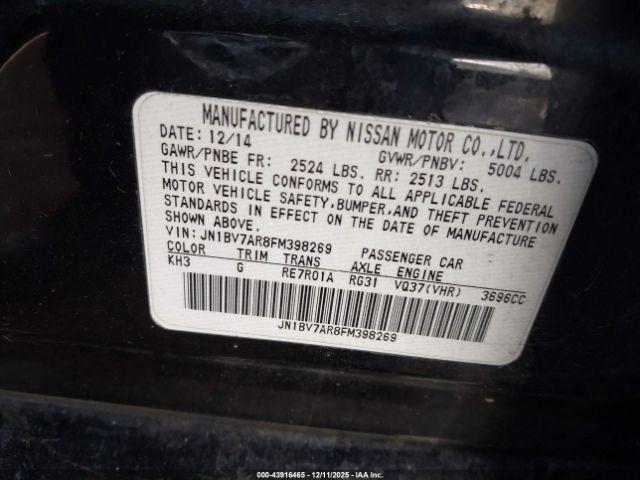 MANUFACTURED BY NISSAN MOTOR CO.,LTD.
DATE: 12/14 GVWR/PNBV: 5004 LBS.
GAWR/PNBE FR: 2524 LBS. RR: 2513 LBS.
THIS VEHICLE CONFORMS TO ALL APPLICABLE FEDERAL
MOTOR VEHICLE SAFETY,BUMPER,AND THEFT PREVENTION
STANDARDS IN EFFECT ON THE DATE OF MANUFACTURE
SHOWN ABOVE.
VIN: JN1BV7AR8FM398269 PASSENGER CAR
COLOR TRIM TRANS AXLE ENGINE
KH3 G RE7R01A RG31 VQ37(VHR) 3696CC
JN1BV7AR8FM398269
000-43916465 - 12/11/2025 - IAA Corp.